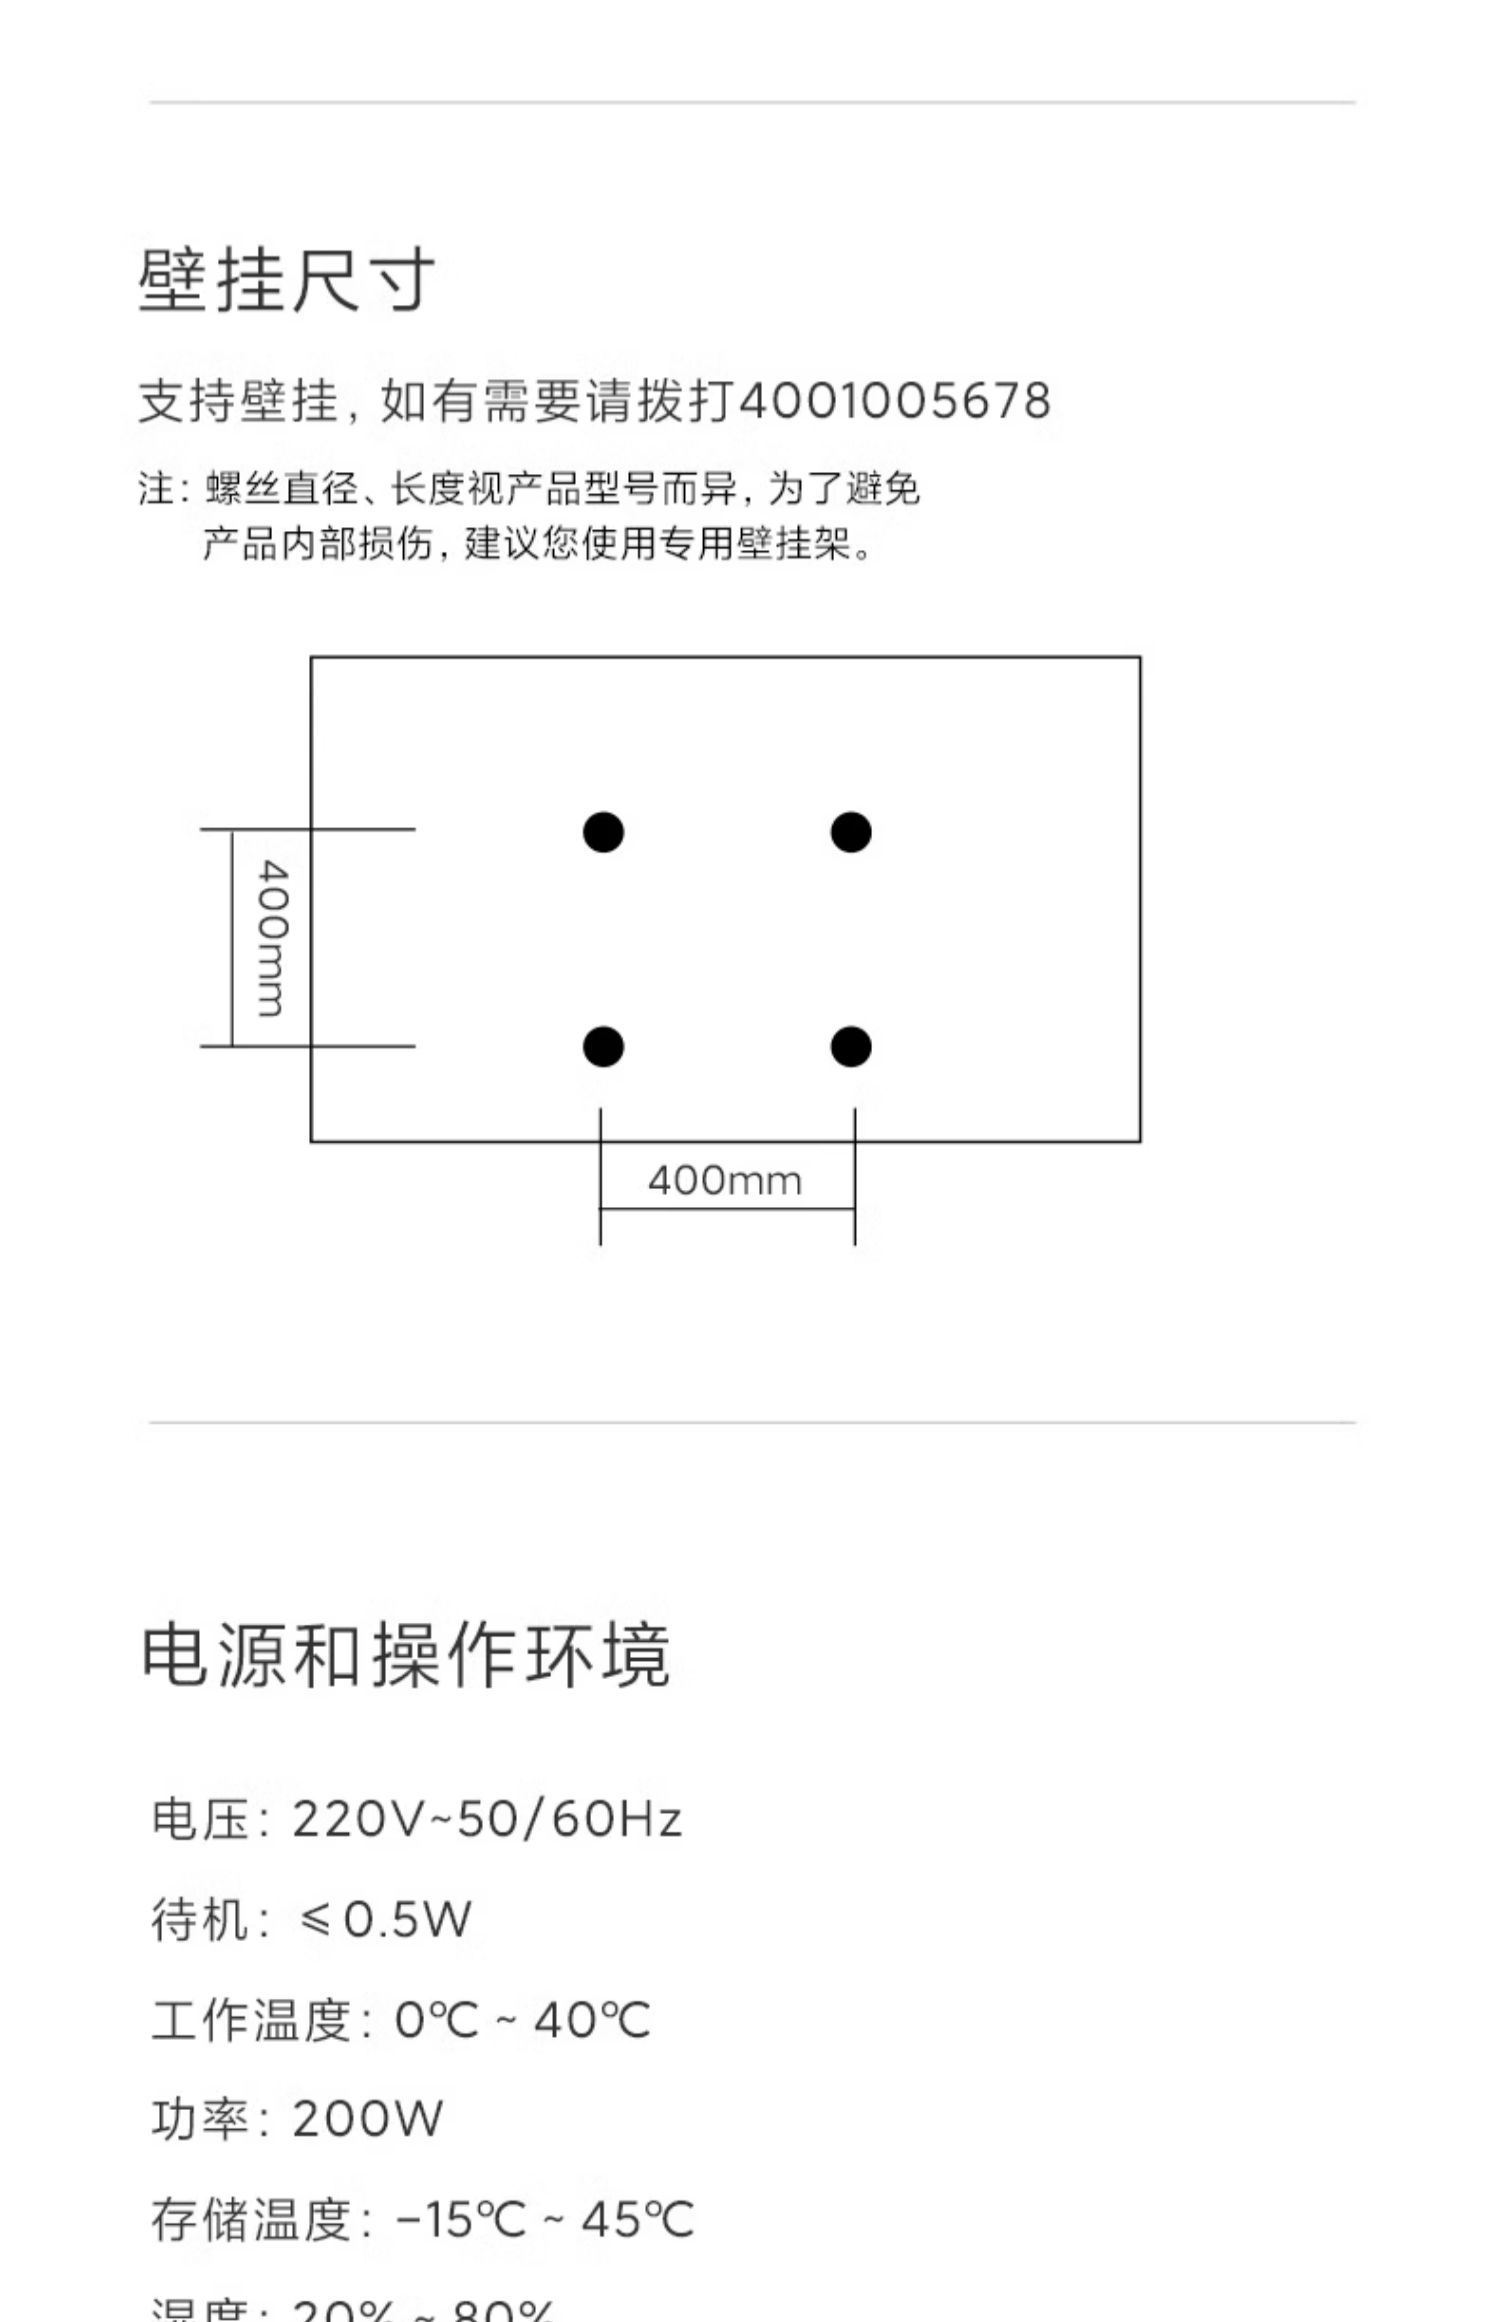 壁挂尺寸
支持壁挂，如有需要请拨打4001005678
注：螺丝直径、长度视产品型号而异，为了避免
产品内部损伤，建议您使用专用壁挂架。
400mm
400mm
电源和操作环境
电压：220V~50/60Hz
待机：⩽0.5W
工作温度：0℃ ~ 40℃
功率：200W
存储温度：-15℃ ~ 45℃
湿度：20% ~ 80%